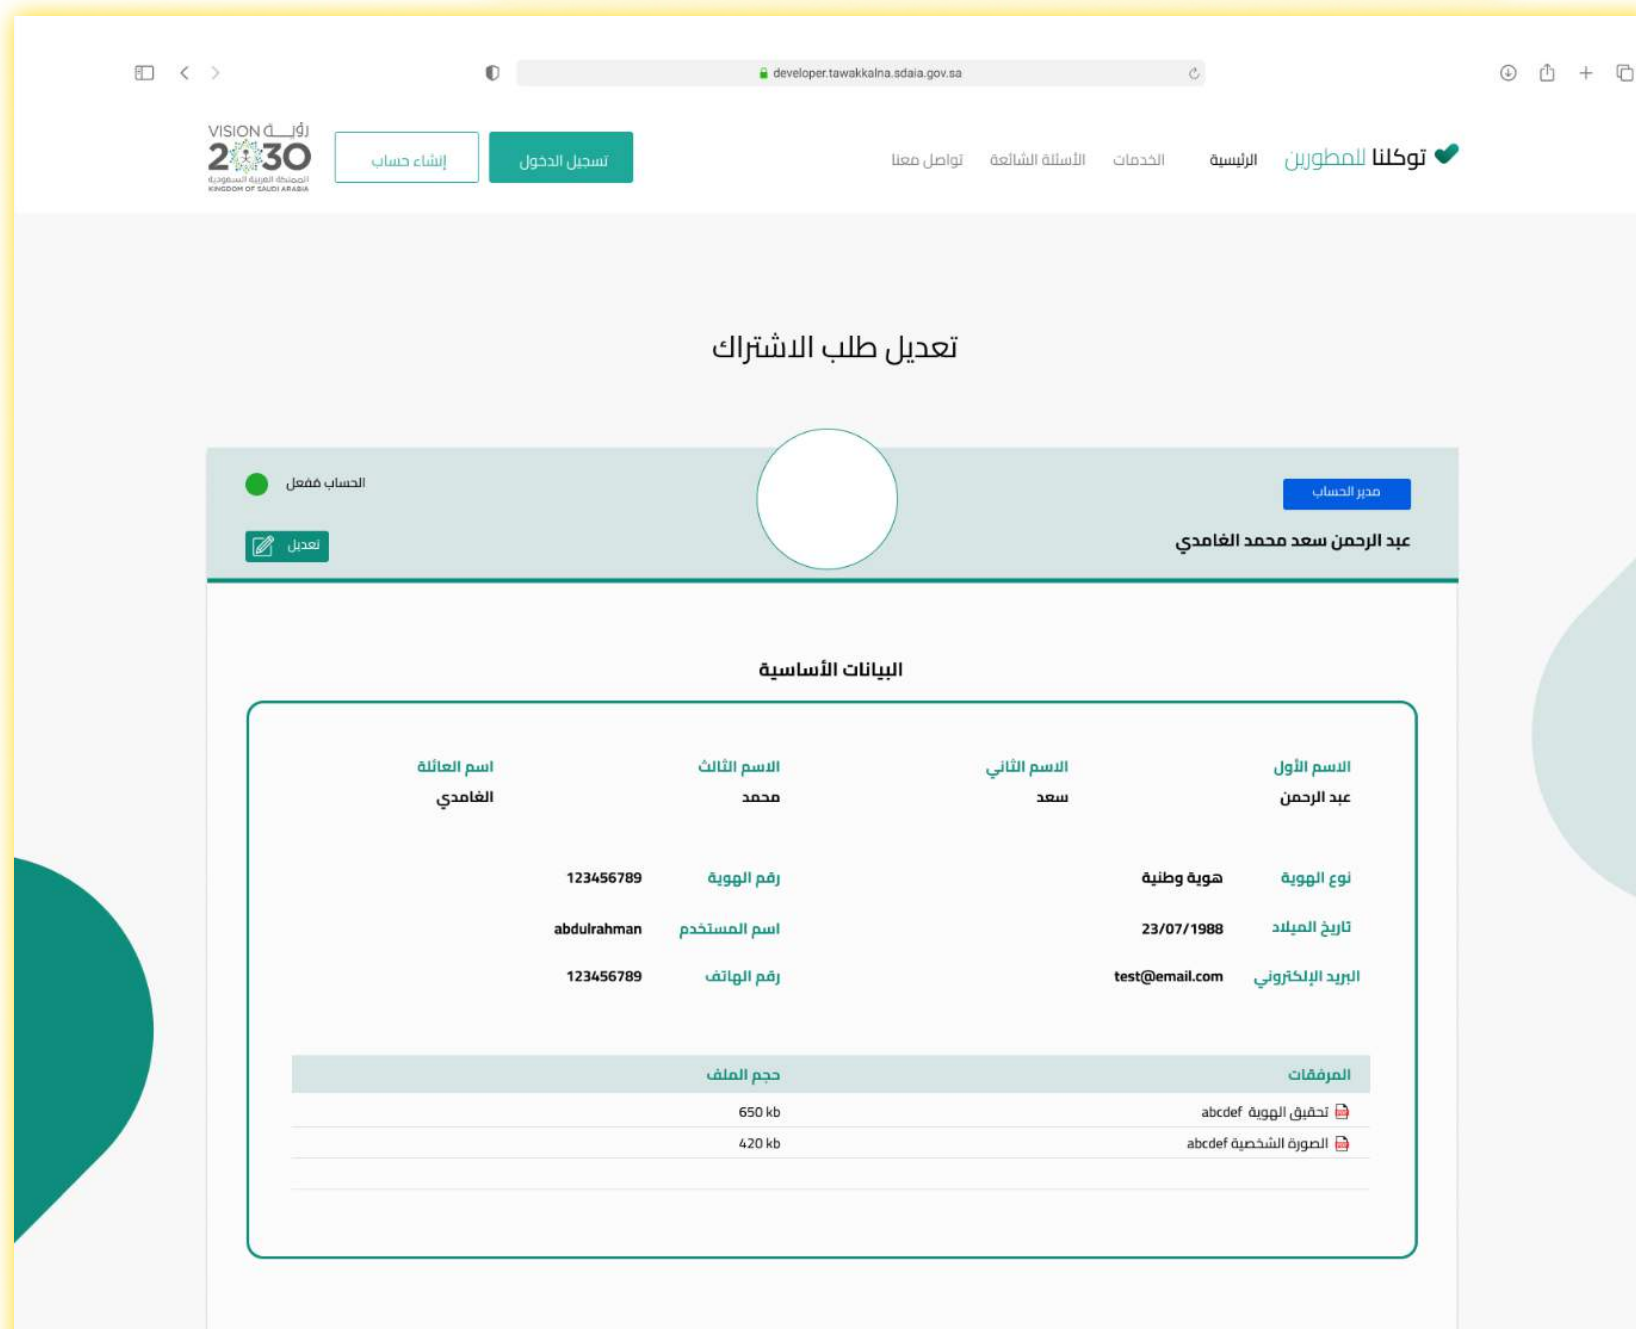 developer.tawakkalna.sdaia.gov.sa
توكلنا للمطورين الرئيسية الخدمات الأسئلة الشائعة تواصل معنا تسجيل الدخول إنشاء حساب
VISION رؤيــــة
2030
المملكة العربية السعودية
KINGDOM OF SAUDI ARABIA
تعديل طلب الاشتراك
مدير الحساب الحساب مُفعل
عبد الرحمن سعد محمد الغامدي تعديل
البيانات الأساسية
الاسم الأول الاسم الثاني الاسم الثالث اسم العائلة
عبد الرحمن سعد محمد الغامدي
نوع الهوية هوية وطنية رقم الهوية 123456789
تاريخ الميلاد 23/07/1988 اسم المستخدم abdulrahman
البريد الإلكتروني test@email.com رقم الهاتف 123456789
المرفقات حجم الملف
تحقيق الهوية abcdef 650 kb
الصورة الشخصية abcdef 420 kb